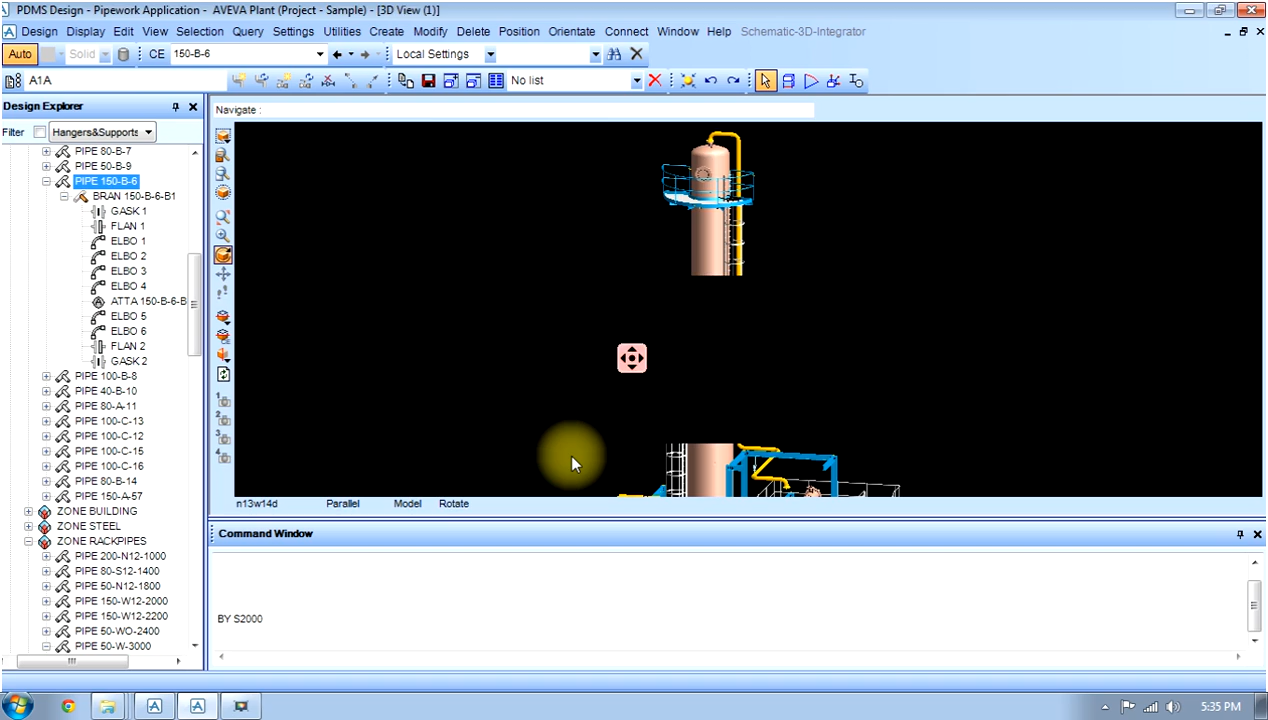 PDMS Design - Pipework Application - AVEVA Plant (Project - Sample) - [3D View (1)]
Design Display Edit View Selection Query Settings Utilities Create Modify Delete Position Orientate Connect Window Help Schematic-3D-Integrator
Auto Solid CE 150-B-6 Local Settings
A1A No list
Design Explorer
Navigate :
Filter Hangers&Supports
PIPE 80-B-7
PIPE 50-B-9
PIPE 150-B-6
BRAN 150-B-6-B1
GASK 1
FLAN 1
ELBO 1
ELBO 2
ELBO 3
ELBO 4
ATTA 150-B-6-B
ELBO 5
ELBO 6
FLAN 2
GASK 2
PIPE 100-B-8
PIPE 40-B-10
PIPE 80-A-11
PIPE 100-C-13
PIPE 100-C-12
PIPE 100-C-15
PIPE 100-C-16
PIPE 80-B-14
PIPE 150-A-57
ZONE BUILDING
ZONE STEEL
ZONE RACKPIPES
PIPE 200-N12-1000
PIPE 80-S12-1400
PIPE 50-N12-1800
PIPE 150-W12-2000
PIPE 150-W12-2200
PIPE 50-WO-2400
PIPE 50-W-3000
1
2
3
4
n13w14d Parallel Model Rotate
Command Window
BY S2000
5:35 PM